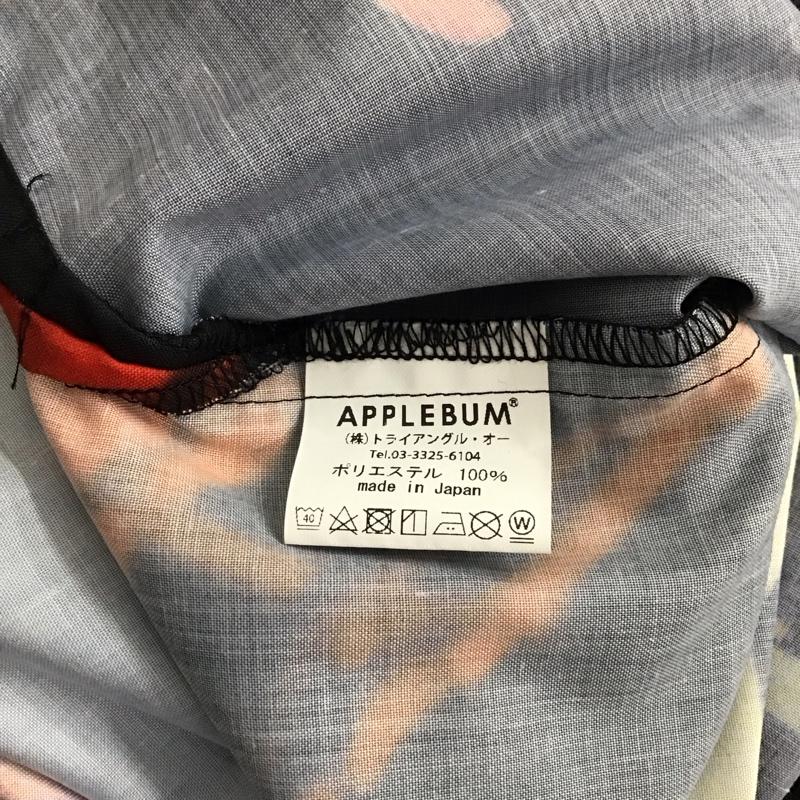 APPLEBUM®
（株）トライアングル・オー
Tel.03-3325-6104
ポリエステル 100%
made in Japan
40 W